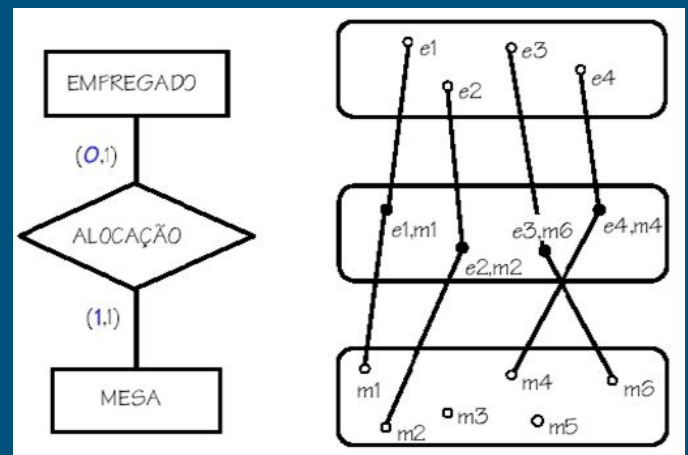 EMPREGADO
(0,1)
ALOCAÇÃO
(1,1)
MESA
e1
e3
e2
e4
e1,m1
e3,m6
e4,m4
e2,m2
m1
m4
m6
m3
m5
m2